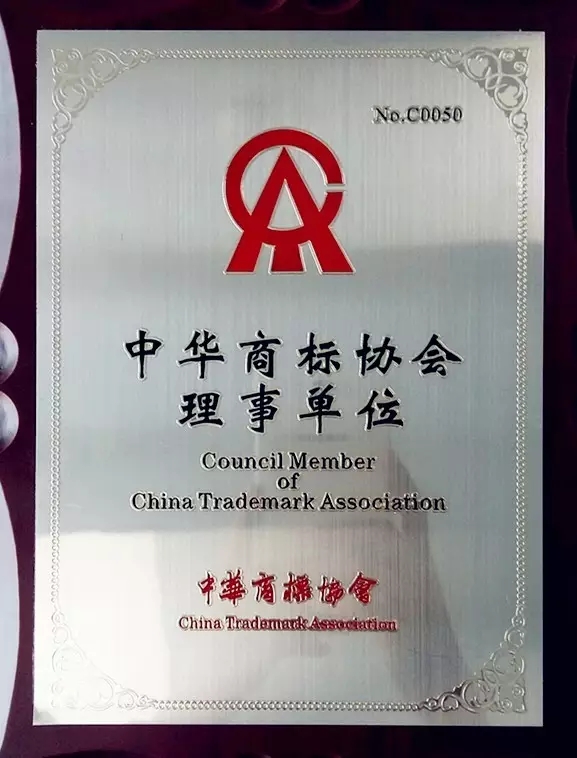 No.C0050
中华商标协会
理事单位
Council Member
of
China Trademark Association
中華商標協會
China Trademark Association